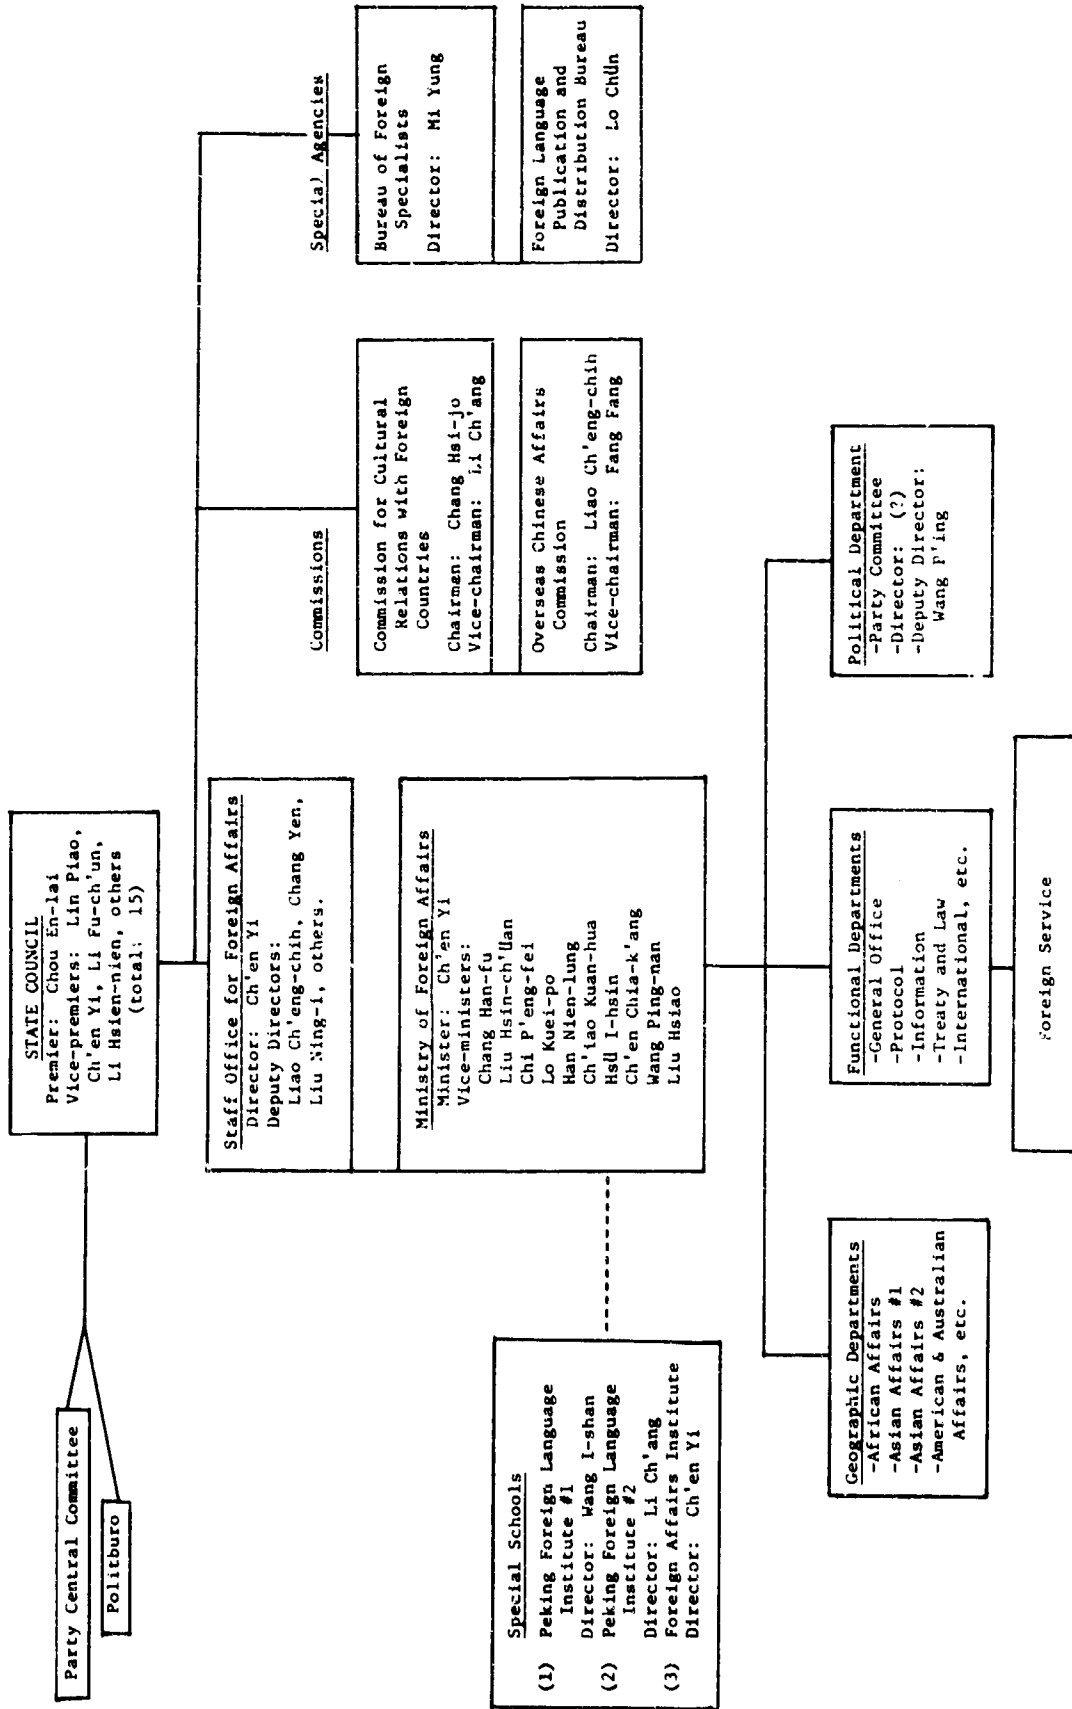 Party Central Committee
Politburo
STATE COUNCIL
Premier: Chou En-lai
Vice-premiers: Lin Piao,
Ch'en Yi, Li Fu-ch'un,
Li Hsien-nien, others
(total: 15)
Staff Office for Foreign Affairs
Director: Ch'en Yi
Deputy Directors:
Liao Ch'eng-chih, Chang Yen,
Liu Ning-i, others.
Commissions
Special Agencies
Commission for Cultural
Relations with Foreign
Countries
Chairman: Chang Hsi-jo
Vice-chairman: Li Ch'ang
Bureau of Foreign
Specialists
Director: Mi Yung
Overseas Chinese Affairs
Commission
Chairman: Liao Ch'eng-chih
Vice-chairman: Fang Fang
Foreign Language
Publication and
Distribution Bureau
Director: Lo Chün
Ministry of Foreign Affairs
Minister: Ch'en Yi
Vice-ministers:
Chang Han-fu
Liu Hsin-ch'üan
Chi P'eng-fei
Lo Kuei-po
Han Nien-lung
Ch'iao Kuan-hua
Hsü I-hsin
Ch'en Chia-k'ang
Wang Ping-nan
Liu Hsiao
Special Schools
(1) Peking Foreign Language
Institute #1
Director: Wang I-shan
(2) Peking Foreign Language
Institute #2
Director: Li Ch'ang
(3) Foreign Affairs Institute
Director: Ch'en Yi
Geographic Departments
-African Affairs
-Asian Affairs #1
-Asian Affairs #2
-American & Australian
Affairs, etc.
Functional Departments
-General Office
-Protocol
-Information
-Treaty and Law
-International, etc.
Political Department
-Party Committee
-Director: (?)
-Deputy Director:
Wang P'ing
Foreign Service